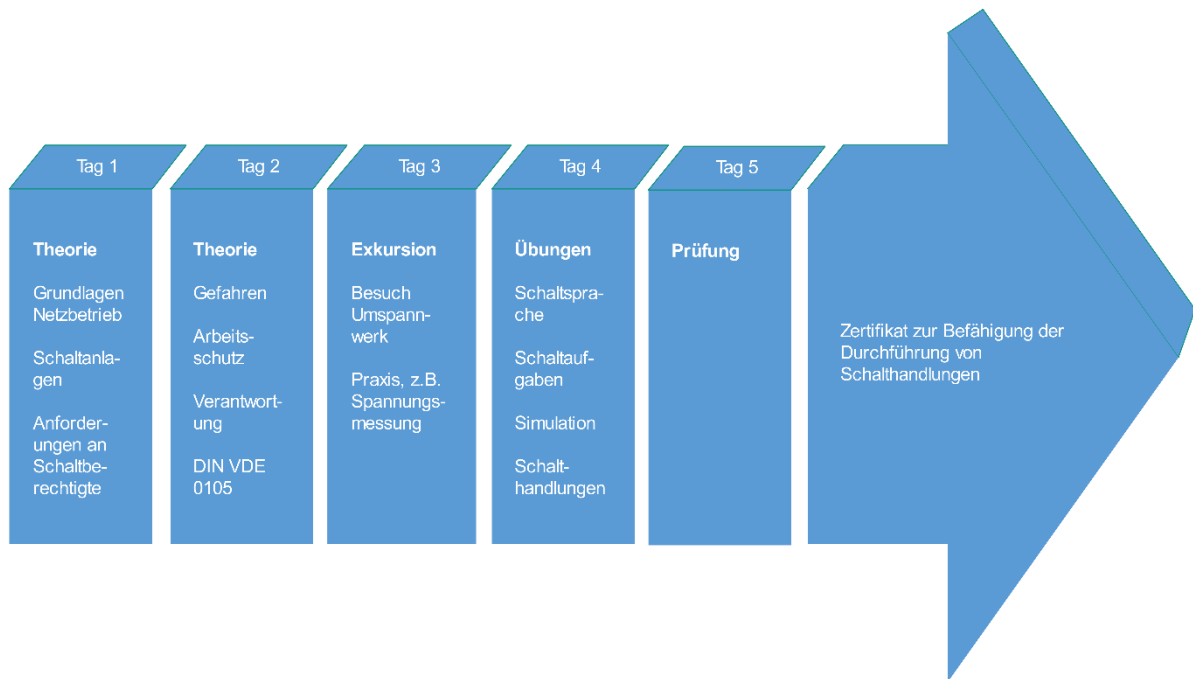 Tag 1
Theorie
Grundlagen
Netzbetrieb
Schaltanla-
gen
Anforder-
ungen an
Schaltbe-
rechtigte
Tag 2
Theorie
Gefahren
Arbeits-
schutz
Verantwort-
ung
DIN VDE
0105
Tag 3
Exkursion
Besuch
Umspann-
werk
Praxis, z.B.
Spannungs-
messung
Tag 4
Übungen
Schaltspra-
che
Schaltauf-
gaben
Simulation
Schalt-
handlungen
Tag 5
Prüfung
Zertifikat zur Befähigung der
Durchführung von
Schalthandlungen